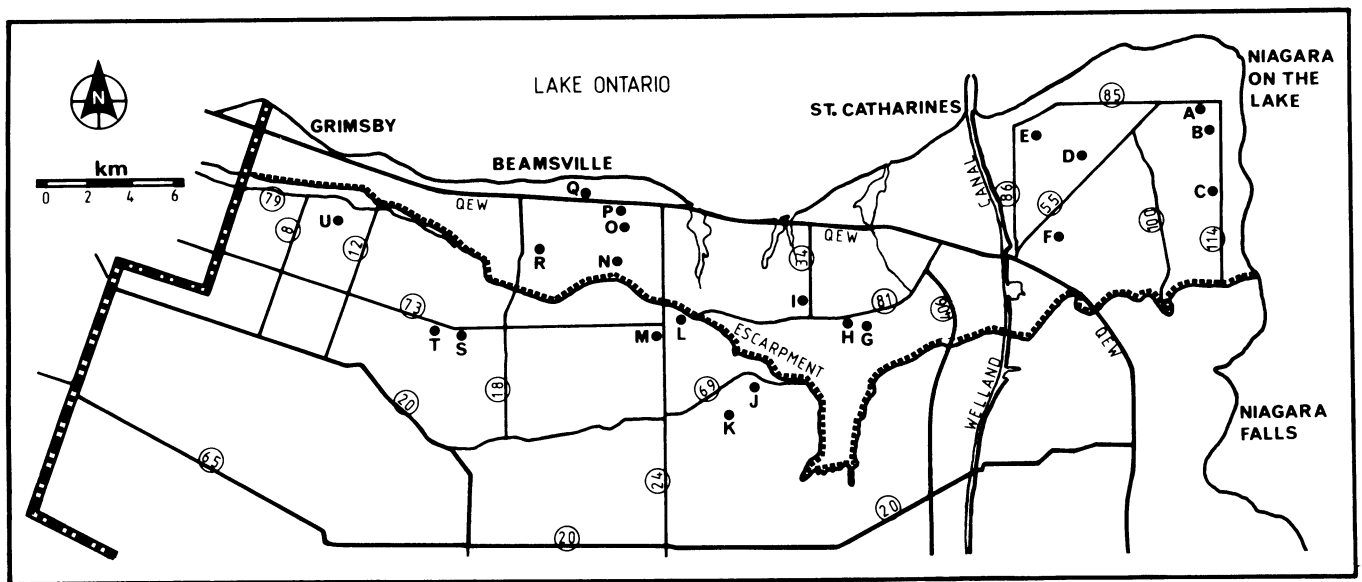 LAKE ONTARIO
NIAGARA
ON THE
LAKE
N
GRIMSBY
ST. CATHARINES
85
A
B
E
D
BEAMSVILLE
km
0 2 4 6
CANAL
86
55
100
C
114
79
8
U
12
QEW
Q
P
O
R
N
34
QEW
F
73
T
S
M
L
I
81
H
G
406
ESCARPMENT
QEW
20
18
69
J
K
WELLAND
NIAGARA
FALLS
65
24
20
20